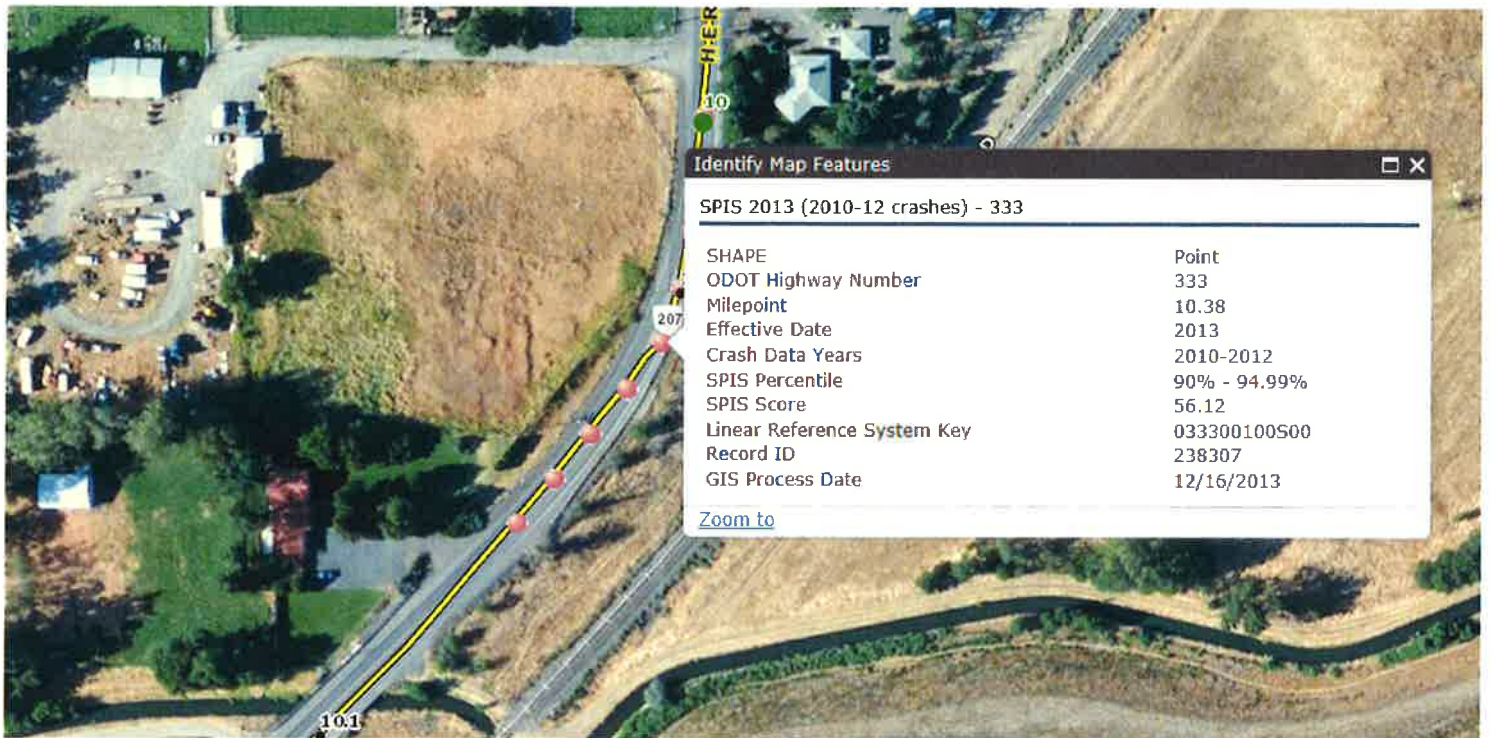 HER
10
Identify Map Features
SPIS 2013 (2010-12 crashes) - 333
SHAPE Point
ODOT Highway Number 333
Milepoint 10.38
Effective Date 2013
Crash Data Years 2010-2012
SPIS Percentile 90% - 94.99%
SPIS Score 56.12
Linear Reference System Key 033300100S00
Record ID 238307
GIS Process Date 12/16/2013
Zoom to
207
10.1